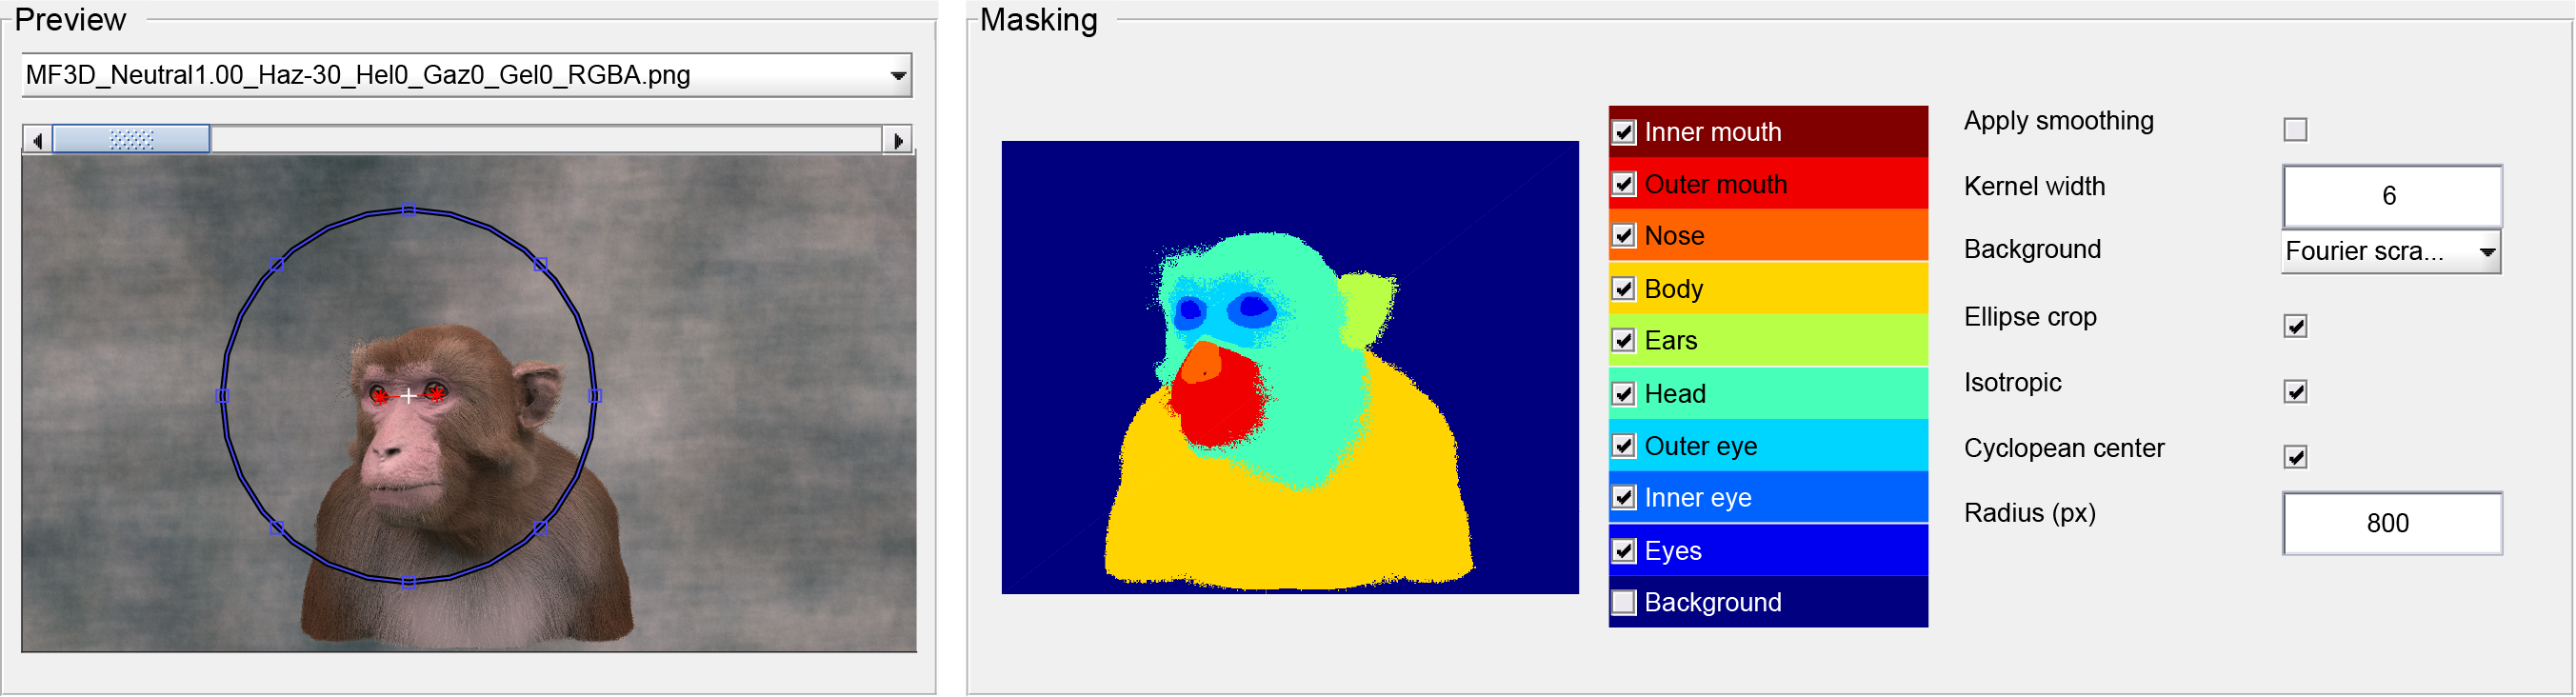 Preview
MF3D_Neutral1.00_Haz-30_Hel0_Gaz0_Gel0_RGBA.png
Masking
Inner mouth
Outer mouth
Nose
Body
Ears
Head
Outer eye
Inner eye
Eyes
Background
Apply smoothing
Kernel width 6
Background Fourier scra...
Ellipse crop
Isotropic
Cyclopean center
Radius (px) 800